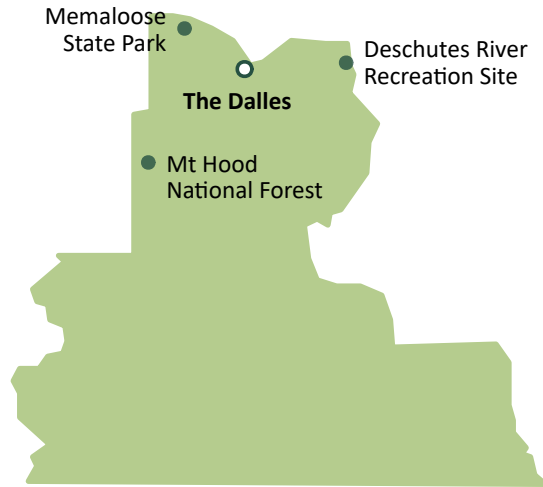 Memaloose
State Park
Deschutes River
Recreation Site
The Dalles
Mt Hood
National Forest